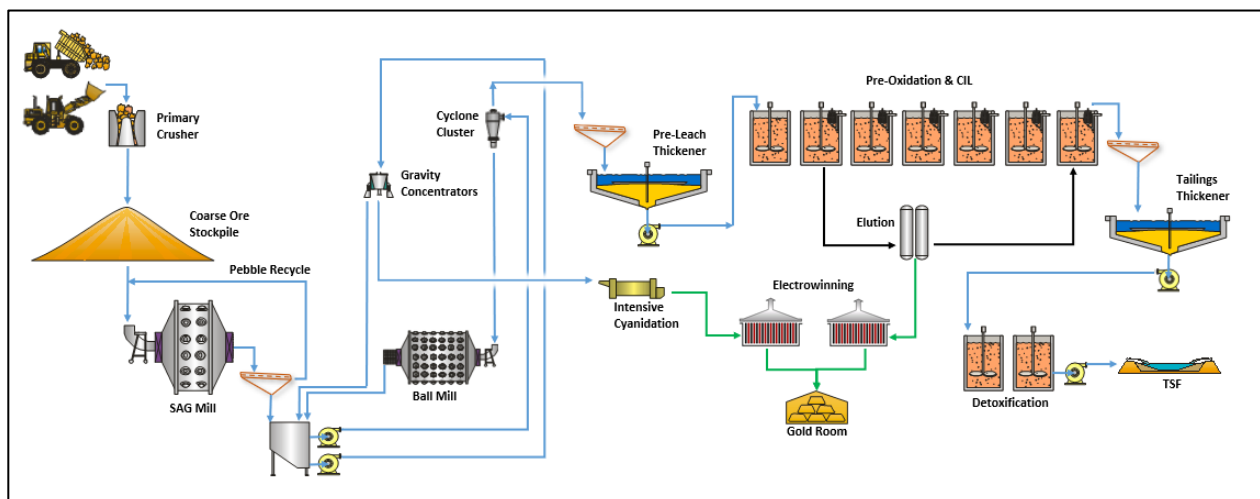 Primary
Crusher
Coarse Ore
Stockpile
Pebble Recycle
SAG Mill
Cyclone
Cluster
Gravity
Concentrators
Ball Mill
Pre-Leach
Thickener
Pre-Oxidation & CIL
Elution
Intensive
Cyanidation
Electrowinning
Gold Room
Tailings
Thickener
Detoxification
TSF